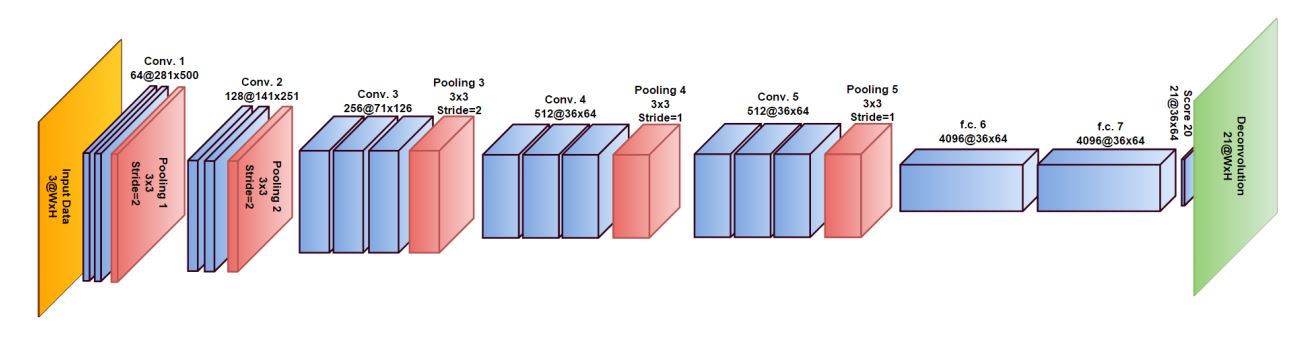 Input Data
3@WxH
Conv. 1
64@281x500
Pooling 1
3x3
Stride=2
Conv. 2
128@141x251
Pooling 2
3x3
Stride=2
Conv. 3
256@71x126
Pooling 3
3x3
Stride=2
Conv. 4
512@36x64
Pooling 4
3x3
Stride=1
Conv. 5
512@36x64
Pooling 5
3x3
Stride=1
f.c. 6
4096@36x64
f.c. 7
4096@36x64
Score 20
21@36x64
Deconvolution
21@WxH